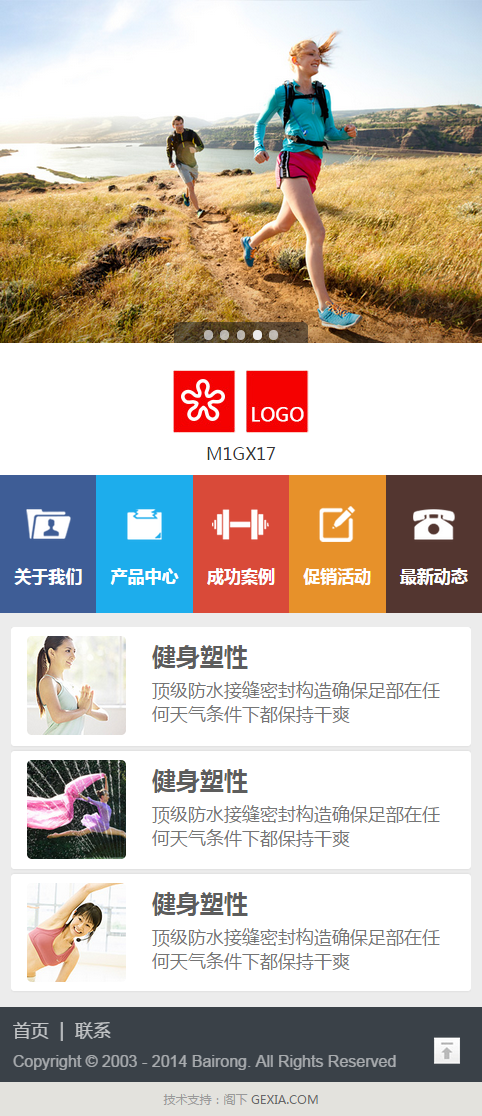 LOGO
M1GX17
关于我们 产品中心 成功案例 促销活动 最新动态
健身塑性
顶级防水接缝密封构造确保足部在任
何天气条件下都保持干爽
健身塑性
顶级防水接缝密封构造确保足部在任
何天气条件下都保持干爽
健身塑性
顶级防水接缝密封构造确保足部在任
何天气条件下都保持干爽
首页 | 联系
Copyright © 2003 - 2014 Bairong. All Rights Reserved
技术支持：阁下 GEXIA.COM